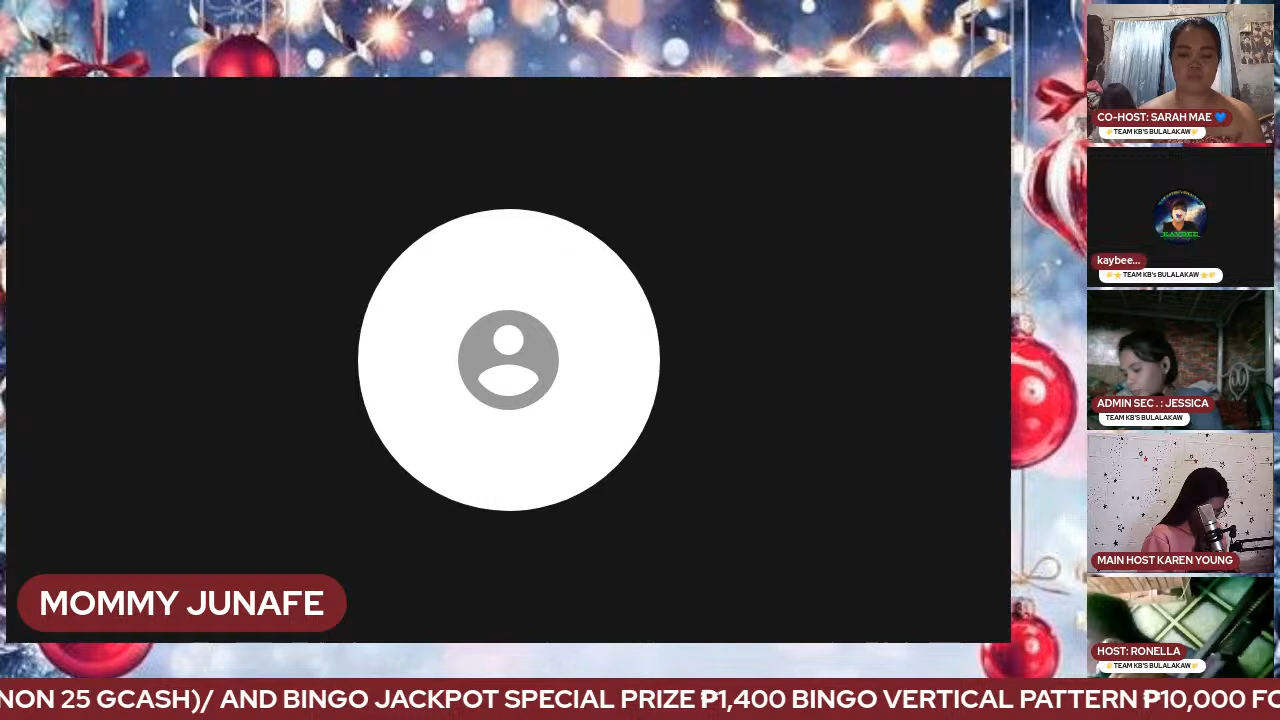 CO-HOST: SARAH MAE 💙
👉TEAM KB'S BULALAKAW👉
KAYBEE
kaybee...
👉⭐ TEAM KB's BULALAKAW ⭐👉
ADMIN SEC . : JESSICA
TEAM KB'S BULALAKAW
MAIN HOST KAREN YOUNG
MOMMY JUNAFE
HOST: RONELLA
👉TEAM KB'S BULALAKAW👉
NON 25 GCASH)/ AND BINGO JACKPOT SPECIAL PRIZE ₱1,400 BINGO VERTICAL PATTERN ₱10,000 FO